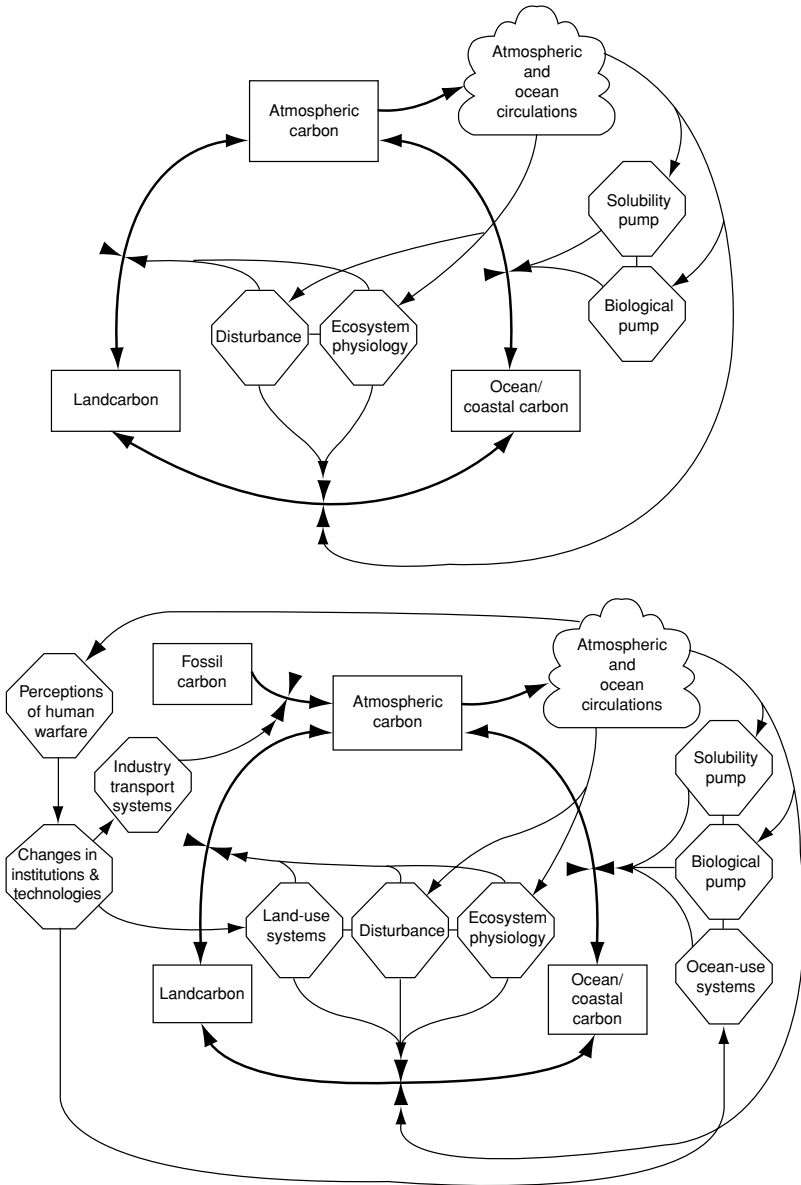 Atmospheric
and
ocean
circulations
Atmospheric
carbon
Solubility
pump
Biological
pump
Disturbance
Ecosystem
physiology
Landcarbon
Ocean/
coastal carbon
Perceptions
of human
warfare
Fossil
carbon
Atmospheric
carbon
Atmospheric
and
ocean
circulations
Industry
transport
systems
Solubility
pump
Changes in
institutions &
technologies
Biological
pump
Land-use
systems
Disturbance
Ecosystem
physiology
Ocean-use
systems
Landcarbon
Ocean/
coastal
carbon